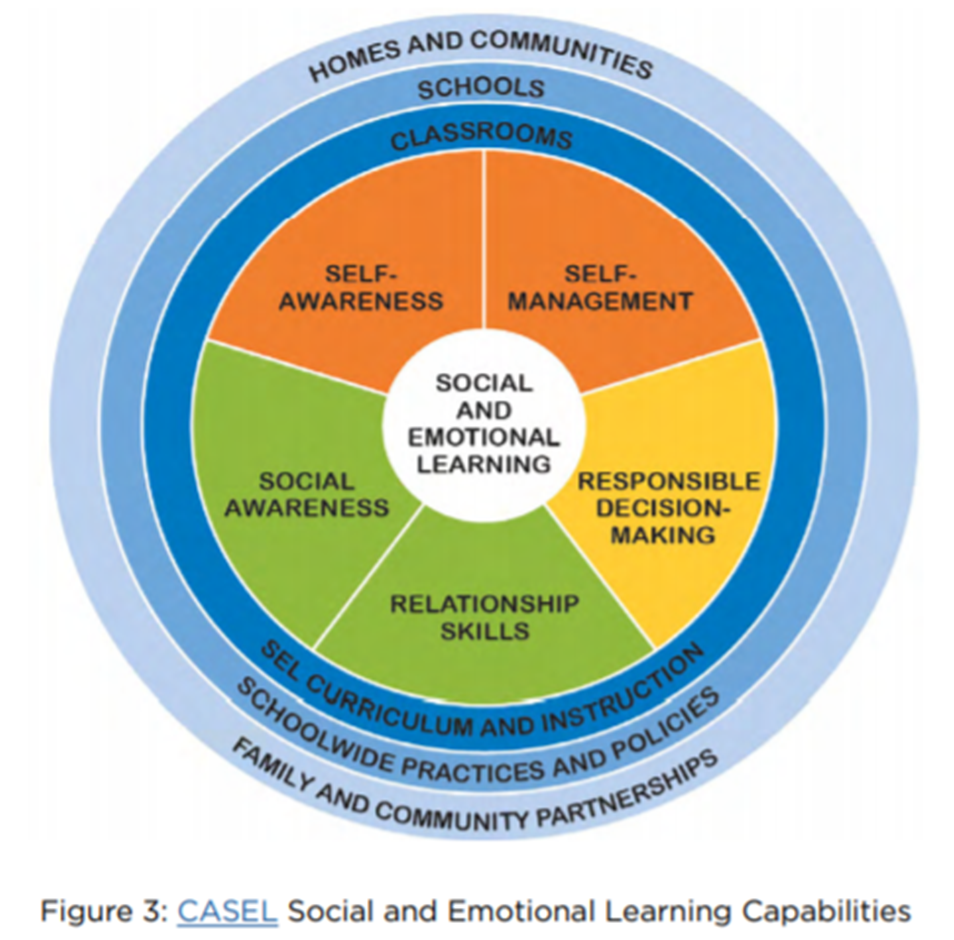 HOMES AND COMMUNITIES
SCHOOLS
CLASSROOMS
SELF-
AWARENESS
SELF-
MANAGEMENT
SOCIAL
AND
EMOTIONAL
LEARNING
SOCIAL
AWARENESS
RESPONSIBLE
DECISION-
MAKING
RELATIONSHIP
SKILLS
SEL CURRICULUM AND INSTRUCTION
SCHOOLWIDE PRACTICES AND POLICIES
FAMILY AND COMMUNITY PARTNERSHIPS
Figure 3: CASEL Social and Emotional Learning Capabilities